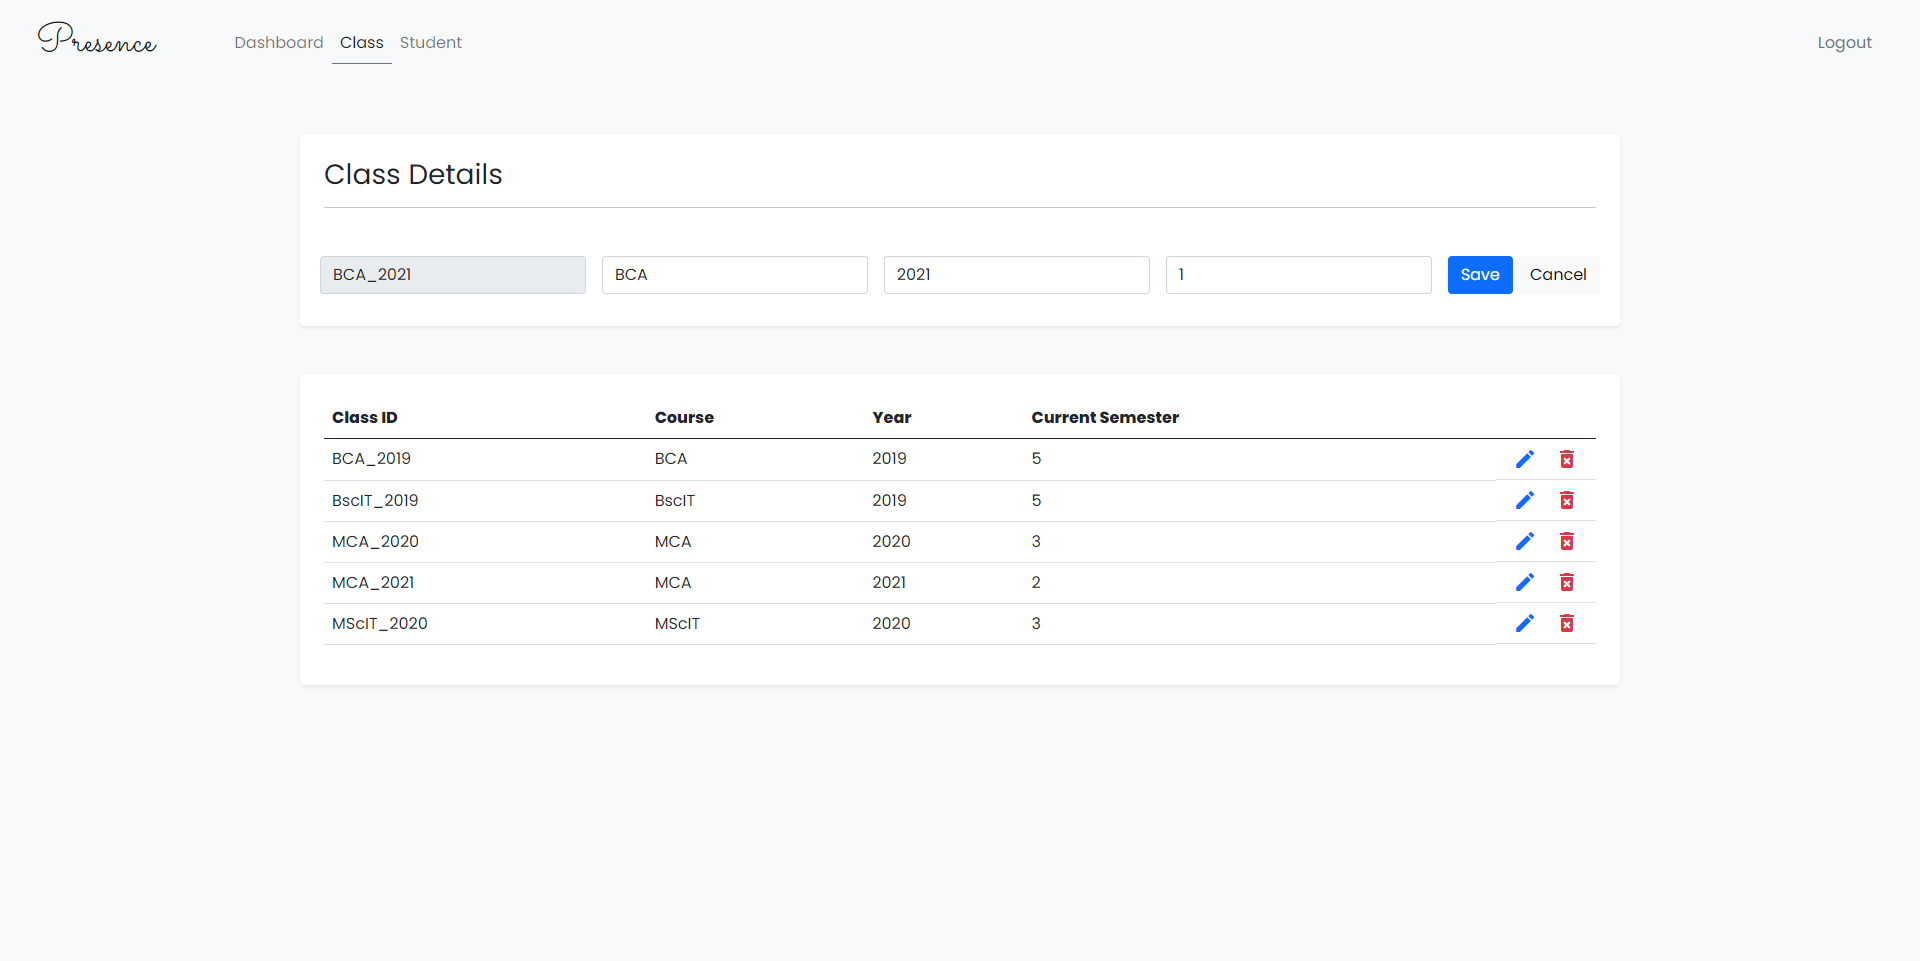 Presence Dashboard Class Student Logout
Class Details
BCA_2021 BCA 2021 1 Save Cancel
Class ID Course Year Current Semester
BCA_2019 BCA 2019 5
BscIT_2019 BscIT 2019 5
MCA_2020 MCA 2020 3
MCA_2021 MCA 2021 2
MScIT_2020 MScIT 2020 3